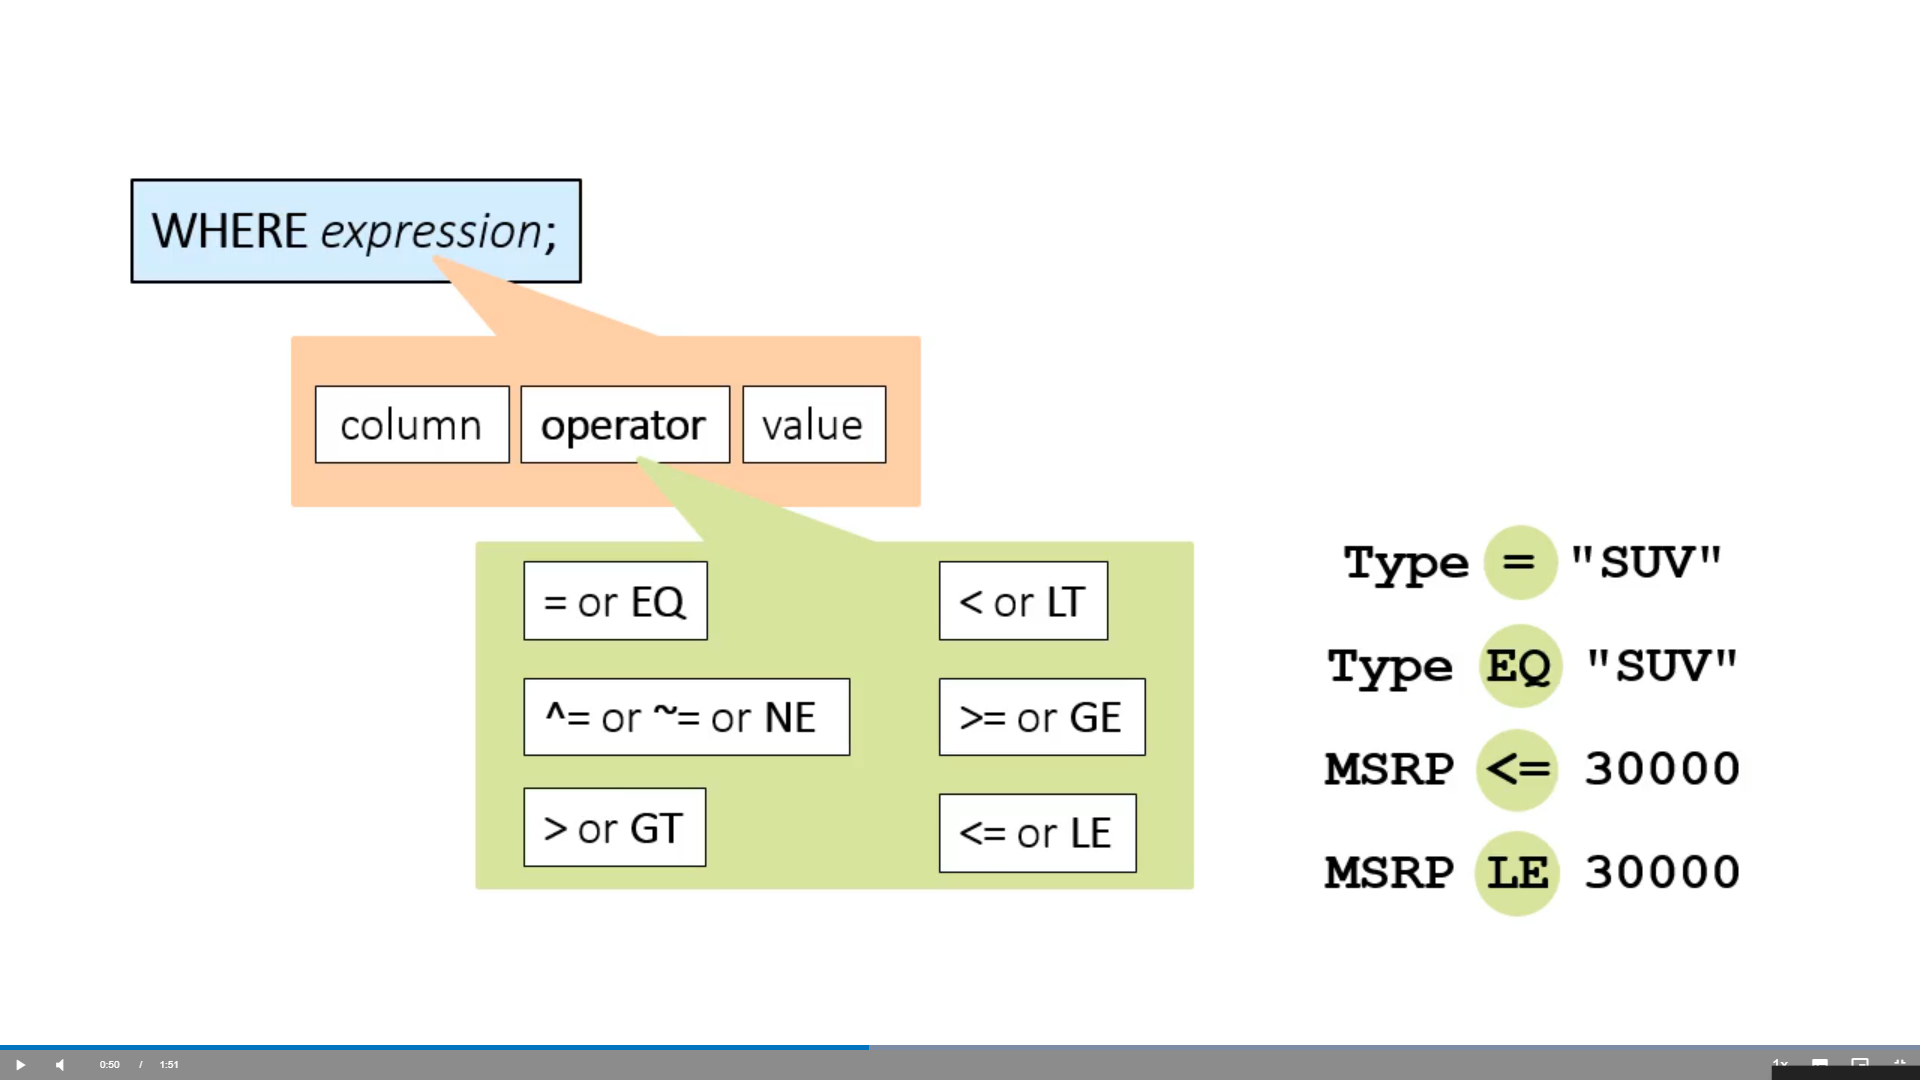 WHERE expression;
column operator value
= or EQ
^= or ~= or NE
> or GT
< or LT
>= or GE
<= or LE
Type = "SUV"
Type EQ "SUV"
MSRP <= 30000
MSRP LE 30000
0:50 / 1:51